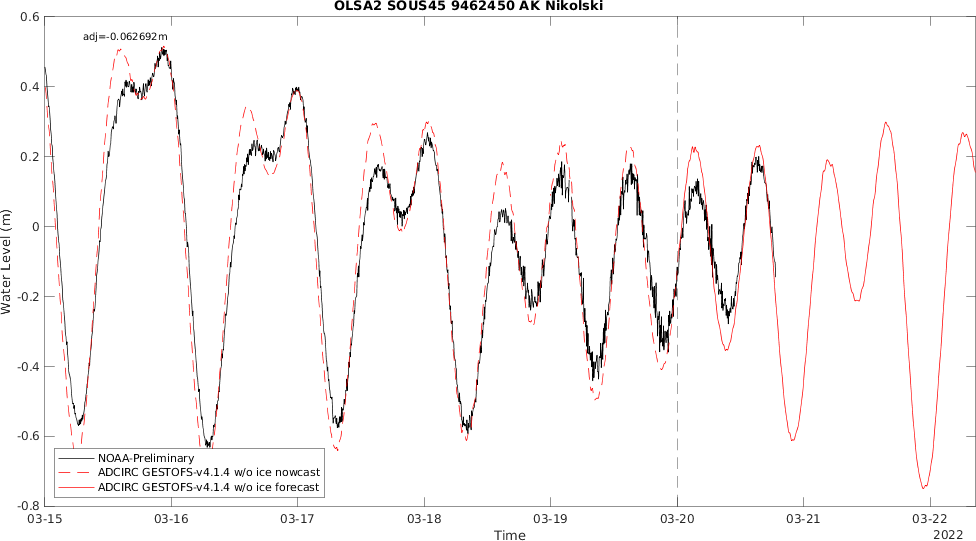 OLSA2 SOUS45 9462450 AK Nikolski
adj=-0.062692m
0.6
0.4
0.2
0
-0.2
-0.4
-0.6
-0.8
Water Level (m)
NOAA-Preliminary
ADCIRC GESTOFS-v4.1.4 w/o ice nowcast
ADCIRC GESTOFS-v4.1.4 w/o ice forecast
03-15 03-16 03-17 03-18 03-19 03-20 03-21 03-22
Time
2022